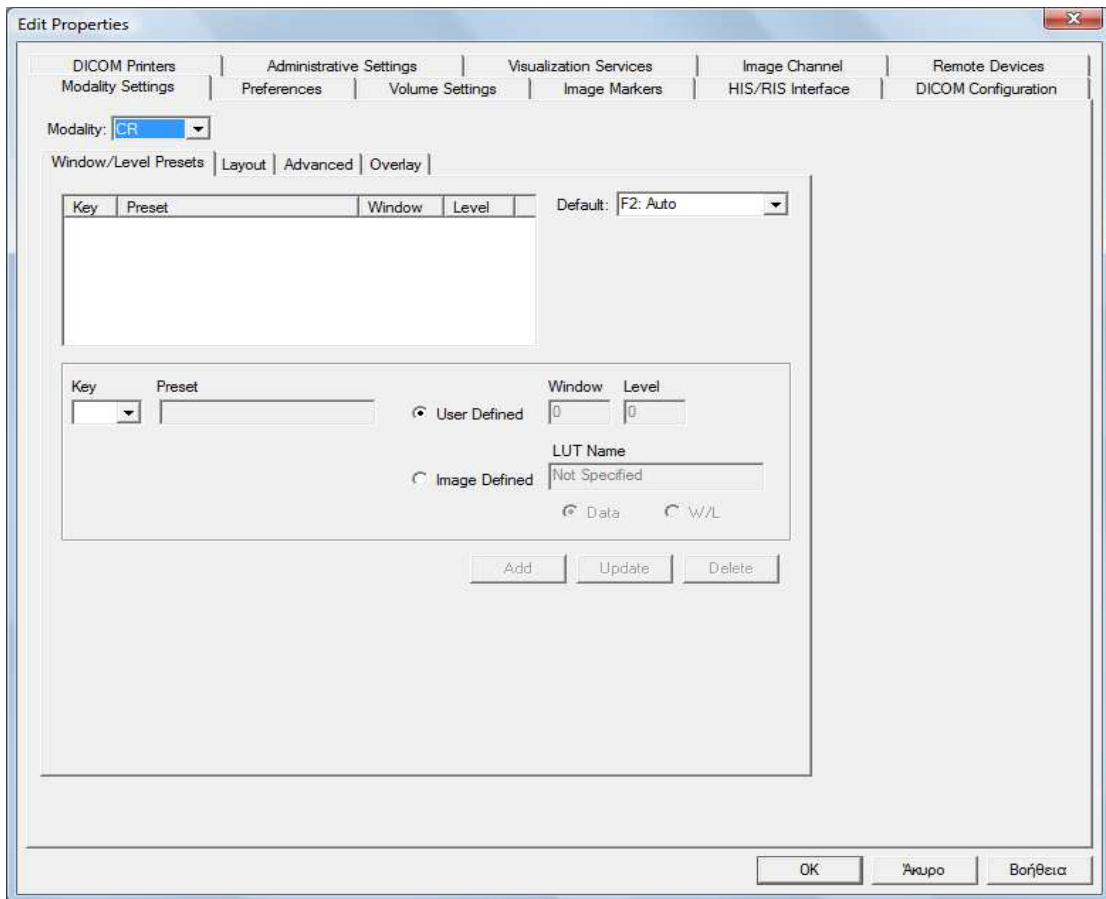 Edit Properties
DICOM Printers Administrative Settings Visualization Services Image Channel Remote Devices
Modality Settings Preferences Volume Settings Image Markers HIS/RIS Interface DICOM Configuration
Modality: CR
Window/Level Presets Layout Advanced Overlay
Key Preset Window Level Default: F2: Auto
Key Preset Window Level
User Defined 0 0
LUT Name
Image Defined Not Specified
Data W/L
Add Update Delete
OK Άκυρο Βοήθεια